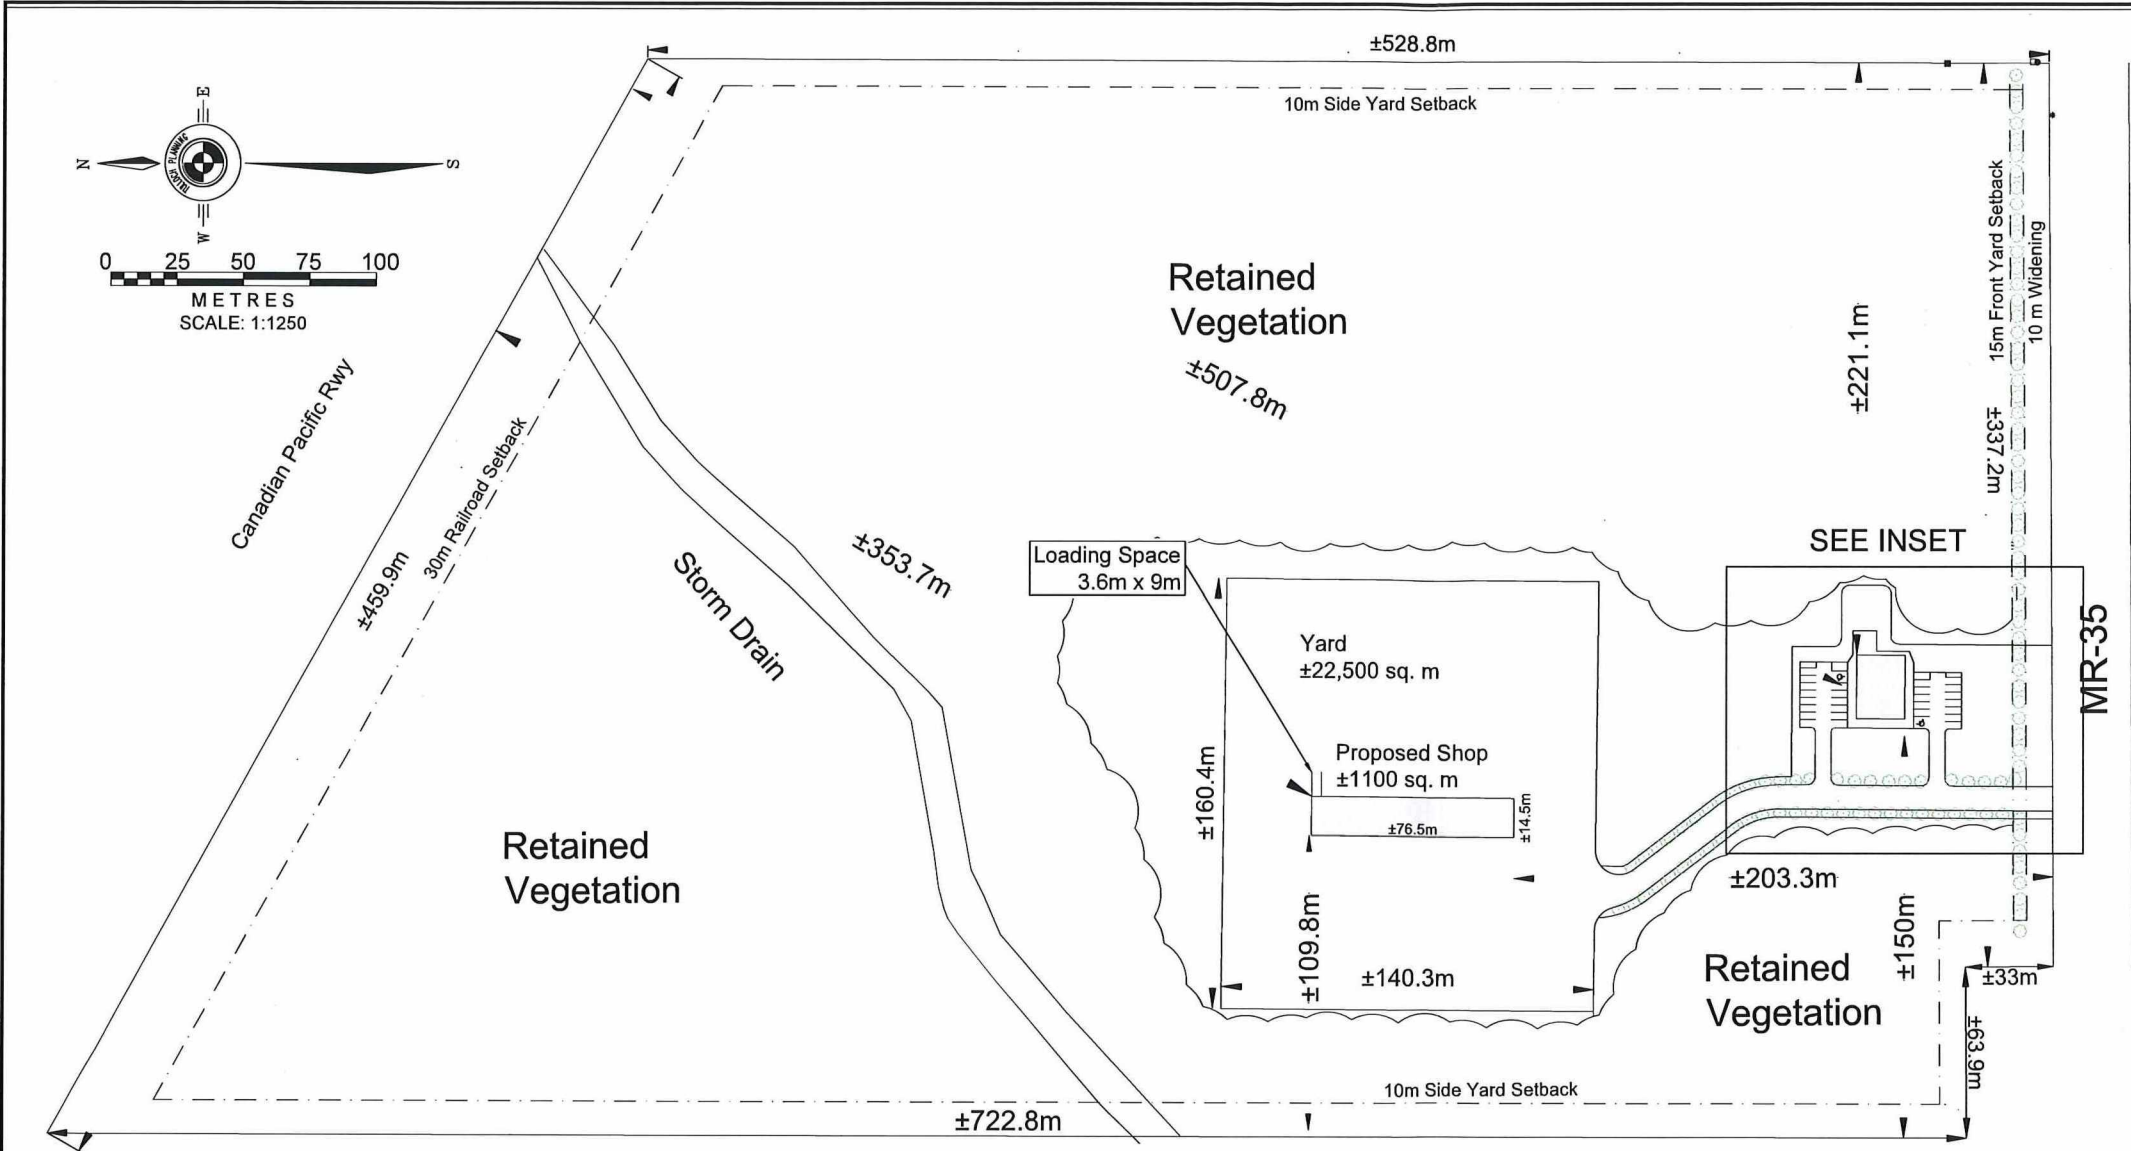 ±528.8m
10m Side Yard Setback
E
N
S
W
TULLOCH PLANNING
0 25 50 75 100
METRES
SCALE: 1:1250
Canadian Pacific Rwy
±459.9m
30m Railroad Setback
Storm Drain
±353.7m
Retained
Vegetation
±507.8m
±221.1m
15m Front Yard Setback
10 m Widening
±337.2m
SEE INSET
MR-35
Loading Space
3.6m x 9m
Yard
±22,500 sq. m
Proposed Shop
±1100 sq. m
±76.5m
±14.5m
±160.4m
±109.8m
±140.3m
±203.3m
±150m
±33m
±63.9m
Retained
Vegetation
Retained
Vegetation
10m Side Yard Setback
±722.8m